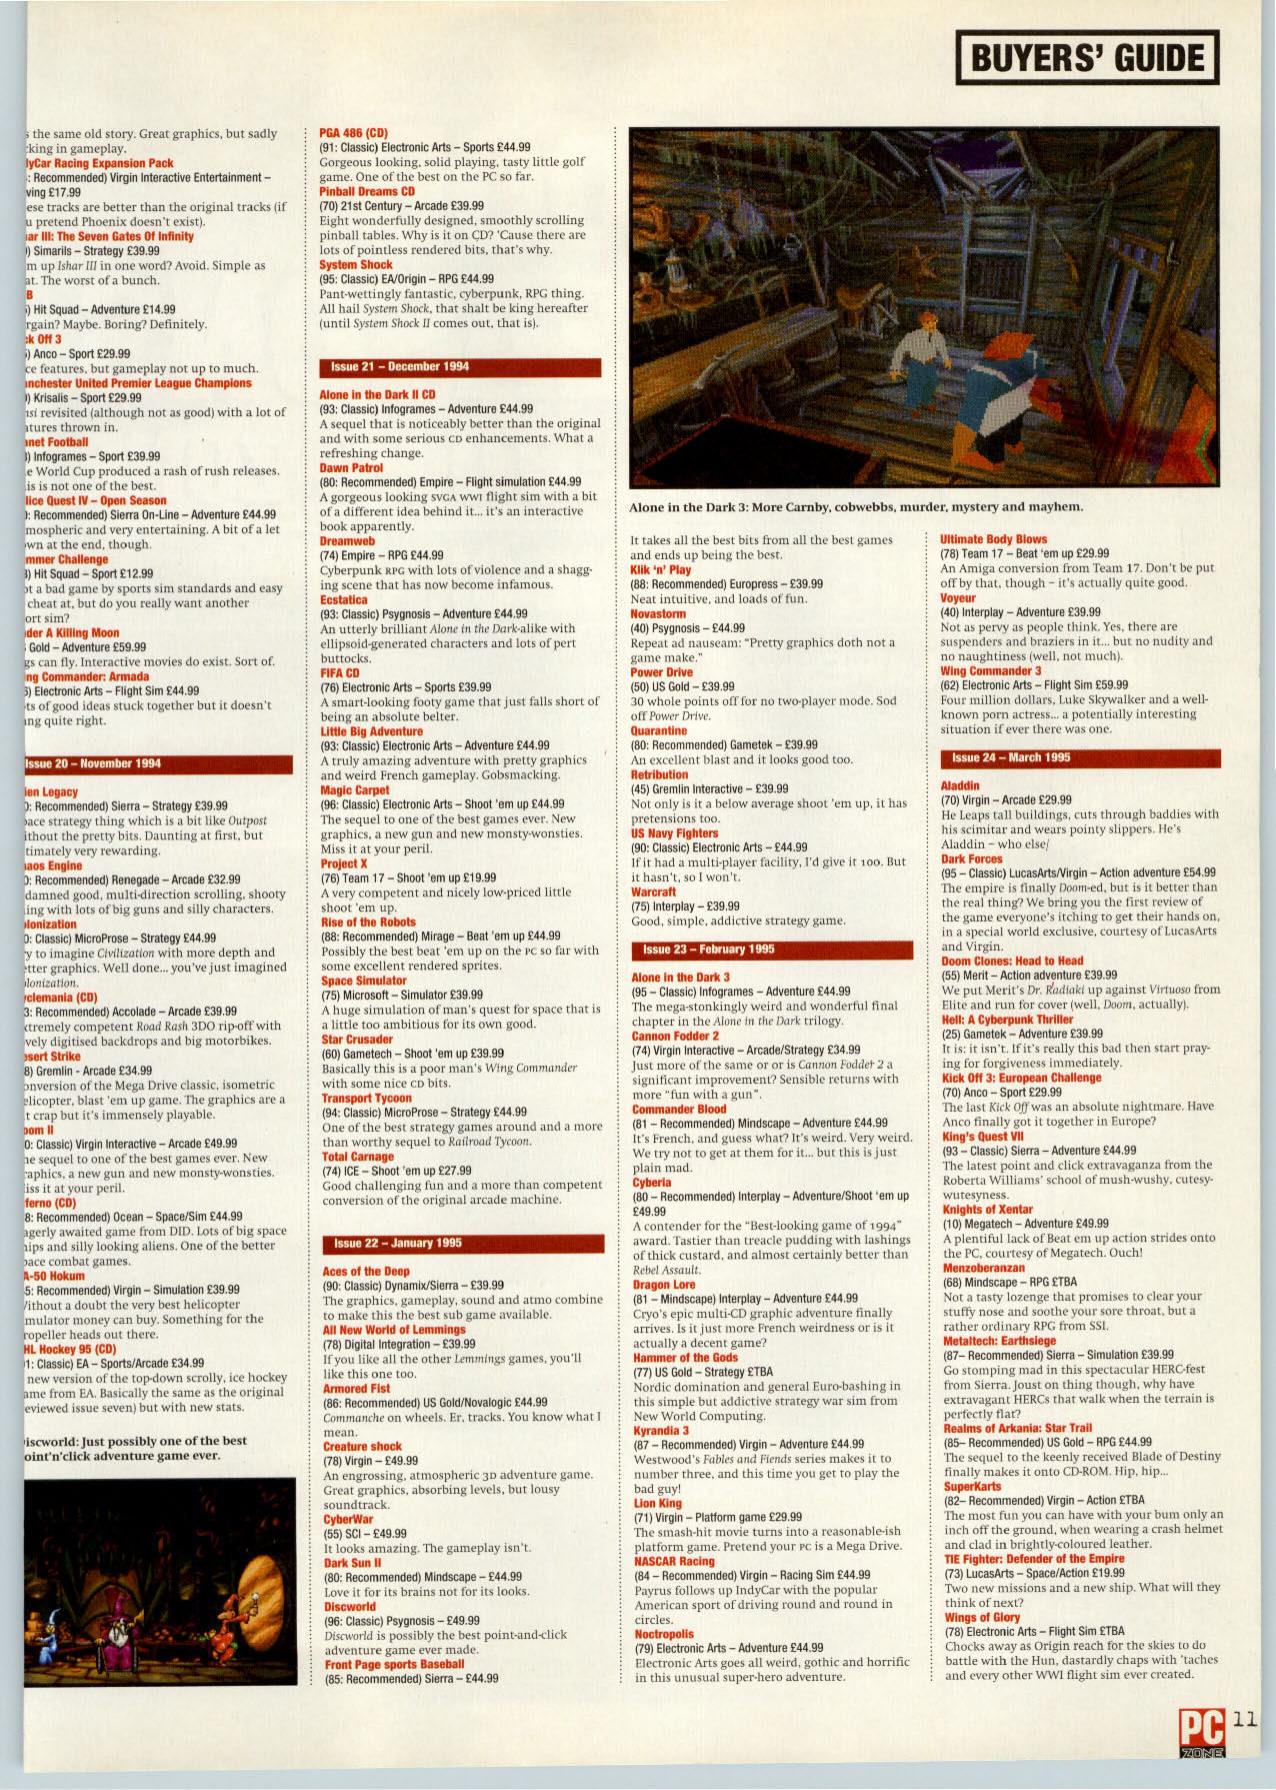 BUYERS' GUIDE
the same old story. Great graphics, but sadly
king in gameplay.
yCar Racing Expansion Pack
: Recommended) Virgin Interactive Entertainment –
ving £17.99
ese tracks are better than the original tracks (if
u pretend Phoenix doesn't exist).
ar III: The Seven Gates Of Infinity
) Simarils – Strategy £39.99
m up Ishar III in one word? Avoid. Simple as
at. The worst of a bunch.
B
) Hit Squad – Adventure £14.99
rgain? Maybe. Boring? Definitely.
k Off 3
) Anco – Sport £29.99
ce features, but gameplay not up to much.
nchester United Premier League Champions
) Krisalis – Sport £29.99
si revisited (although not as good) with a lot of
tures thrown in.
net Football
) Infogrames – Sport £39.99
e World Cup produced a rash of rush releases.
is is not one of the best.
lice Quest IV – Open Season
: Recommended) Sierra On-Line – Adventure £44.99
mospheric and very entertaining. A bit of a let
wn at the end, though.
mmer Challenge
) Hit Squad – Sport £12.99
t a bad game by sports sim standards and easy
cheat at, but do you really want another
ort sim?
der A Killing Moon
Gold – Adventure £59.99
gs can fly. Interactive movies do exist. Sort of.
ng Commander: Armada
) Electronic Arts – Flight Sim £44.99
ts of good ideas stuck together but it doesn't
ng quite right.
Issue 20 – November 1994
ien Legacy
: Recommended) Sierra – Strategy £39.99
ace strategy thing which is a bit like Outpost
ithout the pretty bits. Daunting at first, but
timately very rewarding.
aos Engine
: Recommended) Renegade – Arcade £32.99
damned good, multi-direction scrolling, shooty
ing with lots of big guns and silly characters.
lonization
: Classic) MicroProse – Strategy £44.99
y to imagine Civilization with more depth and
tter graphics. Well done... you've just imagined
lonization.
clemania (CD)
3: Recommended) Accolade – Arcade £39.99
tremely competent Road Rash 3DO rip-off with
vely digitised backdrops and big motorbikes.
sert Strike
8) Gremlin - Arcade £34.99
onversion of the Mega Drive classic, isometric
elicopter, blast 'em up game. The graphics are a
t crap but it's immensely playable.
oom II
0: Classic) Virgin Interactive – Arcade £49.99
he sequel to one of the best games ever. New
raphics, a new gun and new monsty-wonsties.
iss it at your peril.
ferno (CD)
8: Recommended) Ocean – Space/Sim £44.99
agerly awaited game from DID. Lots of big space
ips and silly looking aliens. One of the better
ace combat games.
A-50 Hokum
5: Recommended) Virgin – Simulation £39.99
ithout a doubt the very best helicopter
mulator money can buy. Something for the
ropeller heads out there.
HL Hockey 95 (CD)
1: Classic) EA – Sports/Arcade £34.99
new version of the top-down scrolly, ice hockey
ame from EA. Basically the same as the original
eviewed issue seven) but with new stats.
iscworld: Just possibly one of the best
oint'n'click adventure game ever.
PGA 486 (CD)
(91: Classic) Electronic Arts – Sports £44.99
Gorgeous looking, solid playing, tasty little golf
game. One of the best on the PC so far.
Pinball Dreams CD
(70) 21st Century – Arcade £39.99
Eight wonderfully designed, smoothly scrolling
pinball tables. Why is it on CD? 'Cause there are
lots of pointless rendered bits, that's why.
System Shock
(95: Classic) EA/Origin – RPG £44.99
Pant-wettingly fantastic, cyberpunk, RPG thing.
All hail System Shock, that shalt be king hereafter
(until System Shock II comes out, that is).
Issue 21 – December 1994
Alone in the Dark II CD
(93: Classic) Infogrames – Adventure £44.99
A sequel that is noticeably better than the original
and with some serious CD enhancements. What a
refreshing change.
Dawn Patrol
(80: Recommended) Empire – Flight simulation £44.99
A gorgeous looking SVGA WWI flight sim with a bit
of a different idea behind it... it's an interactive
book apparently.
Dreamweb
(74) Empire – RPG £44.99
Cyberpunk RPG with lots of violence and a shagg-
ing scene that has now become infamous.
Ecstatica
(93: Classic) Psygnosis – Adventure £44.99
An utterly brilliant Alone in the Dark-alike with
ellipsoid-generated characters and lots of pert
buttocks.
FIFA CD
(76) Electronic Arts – Sports £39.99
A smart-looking footy game that just falls short of
being an absolute belter.
Little Big Adventure
(93: Classic) Electronic Arts – Adventure £44.99
A truly amazing adventure with pretty graphics
and weird French gameplay. Gobsmacking.
Magic Carpet
(96: Classic) Electronic Arts – Shoot 'em up £44.99
The sequel to one of the best games ever. New
graphics, a new gun and new monsty-wonsties.
Miss it at your peril.
Project X
(76) Team 17 – Shoot 'em up £19.99
A very competent and nicely low-priced little
shoot 'em up.
Rise of the Robots
(88: Recommended) Mirage – Beat 'em up £44.99
Possibly the best beat 'em up on the PC so far with
some excellent rendered sprites.
Space Simulator
(75) Microsoft – Simulator £39.99
A huge simulation of man's quest for space that is
a little too ambitious for its own good.
Star Crusader
(60) Gametech – Shoot 'em up £39.99
Basically this is a poor man's Wing Commander
with some nice CD bits.
Transport Tycoon
(94: Classic) MicroProse – Strategy £44.99
One of the best strategy games around and a more
than worthy sequel to Railroad Tycoon.
Total Carnage
(74) ICE – Shoot 'em up £27.99
Good challenging fun and a more than competent
conversion of the original arcade machine.
Issue 22 – January 1995
Aces of the Deep
(90: Classic) Dynamix/Sierra – £39.99
The graphics, gameplay, sound and atmo combine
to make this the best sub game available.
All New World of Lemmings
(78) Digital Integration – £39.99
If you like all the other Lemmings games, you'll
like this one too.
Armored Fist
(86: Recommended) US Gold/Novalogic £44.99
Commanche on wheels. Er, tracks. You know what I
mean.
Creature shock
(78) Virgin – £49.99
An engrossing, atmospheric 3D adventure game.
Great graphics, absorbing levels, but lousy
soundtrack.
CyberWar
(55) SCI – £49.99
It looks amazing. The gameplay isn't.
Dark Sun II
(80: Recommended) Mindscape – £44.99
Love it for its brains not for its looks.
Discworld
(96: Classic) Psygnosis – £49.99
Discworld is possibly the best point-and-click
adventure game ever made.
Front Page sports Baseball
(85: Recommended) Sierra – £44.99
Alone in the Dark 3: More Carnby, cobwebbs, murder, mystery and mayhem.
It takes all the best bits from all the best games
and ends up being the best.
Klik 'n' Play
(88: Recommended) Europress – £39.99
Neat intuitive, and loads of fun.
Novastorm
(40) Psygnosis – £44.99
Repeat ad nauseam: "Pretty graphics doth not a
game make."
Power Drive
(50) US Gold – £39.99
30 whole points off for no two-player mode. Sod
off Power Drive.
Quarantine
(80: Recommended) Gametek – £39.99
An excellent blast and it looks good too.
Retribution
(45) Gremlin Interactive – £39.99
Not only is it a below average shoot 'em up, it has
pretensions too.
US Navy Fighters
(90: Classic) Electronic Arts – £44.99
If it had a multi-player facility, I'd give it 100. But
it hasn't, so I won't.
Warcraft
(75) Interplay – £39.99
Good, simple, addictive strategy game.
Issue 23 – February 1995
Alone in the Dark 3
(95 – Classic) Infogrames – Adventure £44.99
The mega-stonkingly weird and wonderful final
chapter in the Alone in the Dark trilogy.
Cannon Fodder 2
(74) Virgin Interactive – Arcade/Strategy £34.99
Just more of the same or or is Cannon Fodder 2 a
significant improvement? Sensible returns with
more "fun with a gun".
Commander Blood
(81 – Recommended) Mindscape – Adventure £44.99
It's French, and guess what? It's weird. Very weird.
We try not to get at them for it... but this is just
plain mad.
Cyberia
(80 – Recommended) Interplay – Adventure/Shoot 'em up
£49.99
A contender for the "Best-looking game of 1994"
award. Tastier than treacle pudding with lashings
of thick custard, and almost certainly better than
Rebel Assault.
Dragon Lore
(81 – Mindscape) Interplay – Adventure £44.99
Cryo's epic multi-CD graphic adventure finally
arrives. Is it just more French weirdness or is it
actually a decent game?
Hammer of the Gods
(77) US Gold – Strategy £TBA
Nordic domination and general Euro-bashing in
this simple but addictive strategy war sim from
New World Computing.
Kyrandia 3
(87 – Recommended) Virgin – Adventure £44.99
Westwood's Fables and Fiends series makes it to
number three, and this time you get to play the
bad guy!
Lion King
(71) Virgin – Platform game £29.99
The smash-hit movie turns into a reasonable-ish
platform game. Pretend your PC is a Mega Drive.
NASCAR Racing
(84 – Recommended) Virgin – Racing Sim £44.99
Payrus follows up IndyCar with the popular
American sport of driving round and round in
circles.
Noctropolis
(79) Electronic Arts – Adventure £44.99
Electronic Arts goes all weird, gothic and horrific
in this unusual super-hero adventure.
Ultimate Body Blows
(78) Team 17 – Beat 'em up £29.99
An Amiga conversion from Team 17. Don't be put
off by that, though – it's actually quite good.
Voyeur
(40) Interplay – Adventure £39.99
Not as pervy as people think. Yes, there are
suspenders and braziers in it... but no nudity and
no naughtiness (well, not much).
Wing Commander 3
(62) Electronic Arts – Flight Sim £59.99
Four million dollars, Luke Skywalker and a well-
known porn actress... a potentially interesting
situation if ever there was one.
Issue 24 – March 1995
Aladdin
(70) Virgin – Arcade £29.99
He Leaps tall buildings, cuts through baddies with
his scimitar and wears pointy slippers. He's
Aladdin – who else/
Dark Forces
(95 – Classic) LucasArts/Virgin – Action adventure £54.99
The empire is finally Doom-ed, but is it better than
the real thing? We bring you the first review of
the game everyone's itching to get their hands on,
in a special world exclusive, courtesy of LucasArts
and Virgin.
Doom Clones: Head to Head
(55) Merit – Action adventure £39.99
We put Merit's Dr. Radiaki up against Virtuoso from
Elite and run for cover (well, Doom, actually).
Hell: A Cyberpunk Thriller
(25) Gametek – Adventure £39.99
It is: it isn't. If it's really this bad then start pray-
ing for forgiveness immediately.
Kick Off 3: European Challenge
(70) Anco – Sport £29.99
The last Kick Off was an absolute nightmare. Have
Anco finally got it together in Europe?
King's Quest VII
(93 – Classic) Sierra – Adventure £44.99
The latest point and click extravaganza from the
Roberta Williams' school of mush-wushy, cutesy-
wutesyness.
Knights of Xentar
(10) Megatech – Adventure £49.99
A plentiful lack of Beat em up action strides onto
the PC, courtesy of Megatech. Ouch!
Menzoberanzan
(68) Mindscape – RPG £TBA
Not a tasty lozenge that promises to clear your
stuffy nose and soothe your sore throat, but a
rather ordinary RPG from SSI.
Metaltech: Earthsiege
(87– Recommended) Sierra – Simulation £39.99
Go stomping mad in this spectacular HERC-fest
from Sierra. Joust on thing though, why have
extravagant HERCs that walk when the terrain is
perfectly flat?
Realms of Arkania: Star Trail
(85– Recommended) US Gold – RPG £44.99
The sequel to the keenly received Blade of Destiny
finally makes it onto CD-ROM. Hip, hip...
SuperKarts
(82– Recommended) Virgin – Action £TBA
The most fun you can have with your bum only an
inch off the ground, when wearing a crash helmet
and clad in brightly-coloured leather.
TIE Fighter: Defender of the Empire
(73) LucasArts – Space/Action £19.99
Two new missions and a new ship. What will they
think of next?
Wings of Glory
(78) Electronic Arts – Flight Sim £TBA
Chocks away as Origin reach for the skies to do
battle with the Hun, dastardly chaps with 'taches
and every other WWI flight sim ever created.
PC
ZONE
11